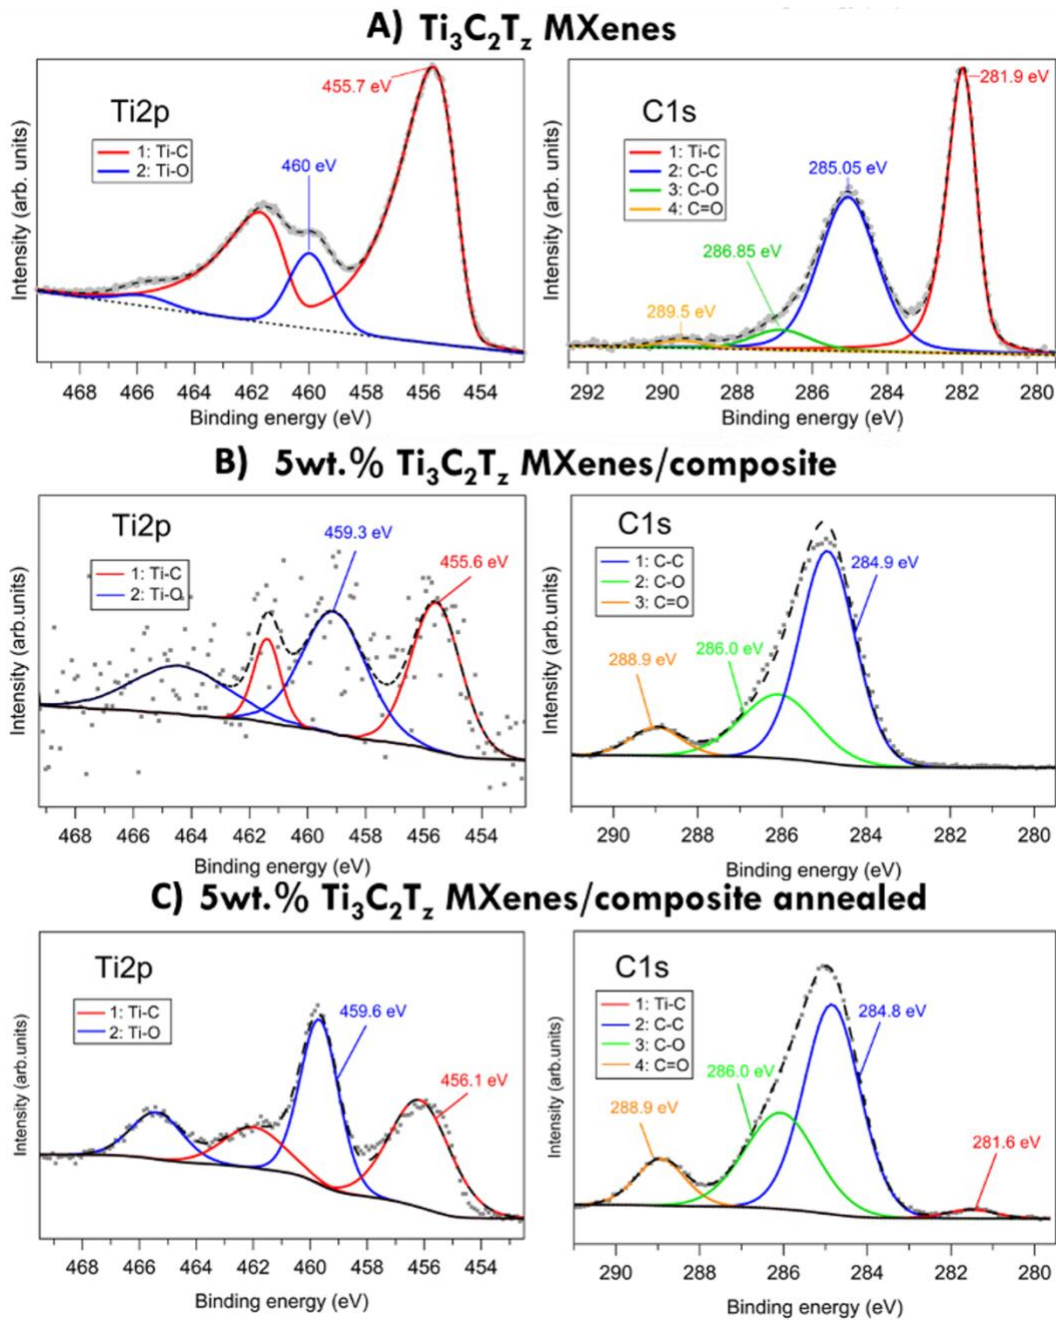 A) Ti3C2Tz MXenes
Ti2p
1: Ti-C
2: Ti-O
455.7 eV
460 eV
Intensity (arb. units)
468 466 464 462 460 458 456 454
Binding energy (eV)
C1s
1: Ti-C
2: C-C
3: C-O
4: C=O
281.9 eV
285.05 eV
286.85 eV
289.5 eV
Intensity (arb. units)
292 290 288 286 284 282 280
Binding energy (eV)
B) 5wt.% Ti3C2Tz MXenes/composite
Ti2p
1: Ti-C
2: Ti-O
459.3 eV
455.6 eV
Intensity (arb.units)
468 466 464 462 460 458 456 454
Binding energy (eV)
C1s
1: C-C
2: C-O
3: C=O
284.9 eV
286.0 eV
288.9 eV
Intensity (arb.units)
290 288 286 284 282 280
Binding energy (eV)
C) 5wt.% Ti3C2Tz MXenes/composite annealed
Ti2p
1: Ti-C
2: Ti-O
459.6 eV
456.1 eV
Intensity (arb.units)
468 466 464 462 460 458 456 454
Binding energy (eV)
C1s
1: Ti-C
2: C-C
3: C-O
4: C=O
284.8 eV
286.0 eV
288.9 eV
281.6 eV
Intensity (arb.units)
290 288 286 284 282 280
Binding energy (eV)